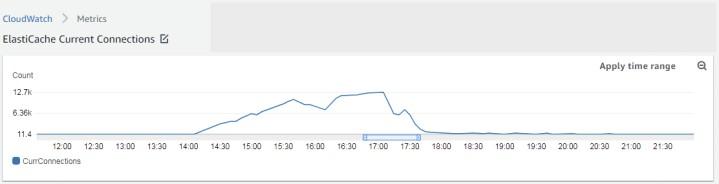 CloudWatch > Metrics
ElastiCache Current Connections
Apply time range
Count
12.7k
6.36k
11.4
12:00 12:30 13:00 13:30 14:00 14:30 15:00 15:30 16:00 16:30 17:00 17:30 18:00 18:30 19:00 19:30 20:00 20:30 21:00 21:30
CurrConnections